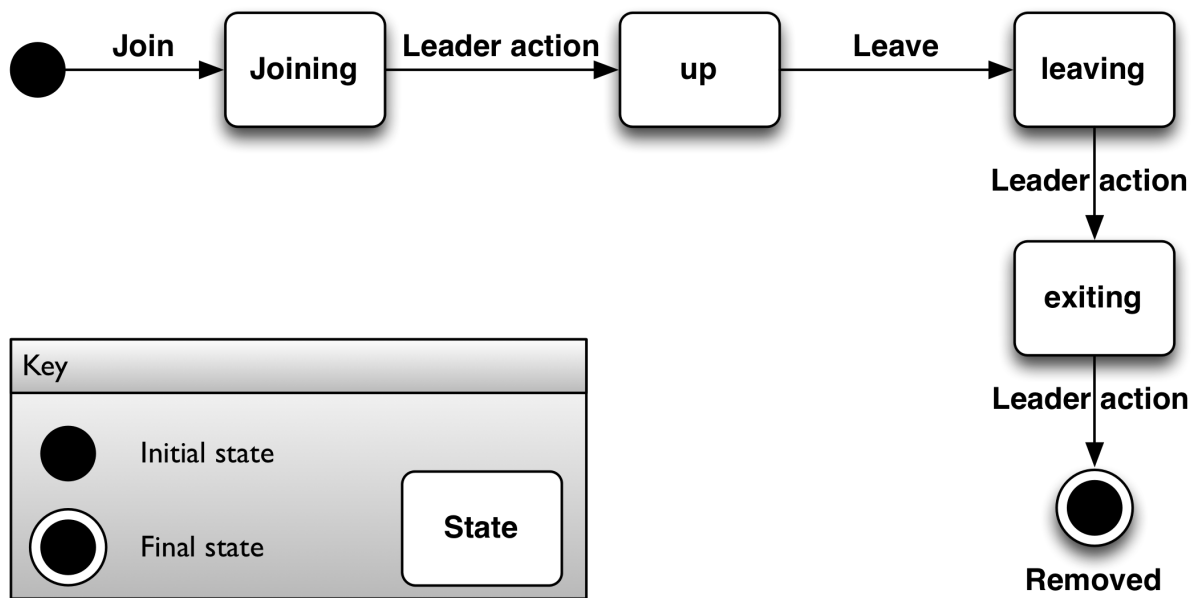 Join
Joining
Leader action
up
Leave
leaving
Leader action
exiting
Leader action
Removed
Key
Initial state
Final state
State